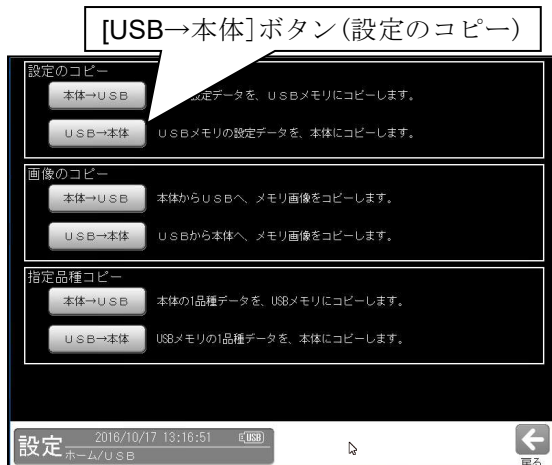 [USB→本体]ボタン(設定のコピー)
設定のコピー
本体→USB
設定データを、USBメモリにコピーします。
USB→本体 USBメモリの設定データを、本体にコピーします。
画像のコピー
本体→USB 本体からUSBへ、メモリ画像をコピーします。
USB→本体 USBから本体へ、メモリ画像をコピーします。
指定品種コピー
本体→USB 本体の1品種データを、USBメモリにコピーします。
USB→本体 USBメモリの1品種データを、本体にコピーします。
設定 2016/10/17 13:16:51 USB
ホーム/USB
戻る